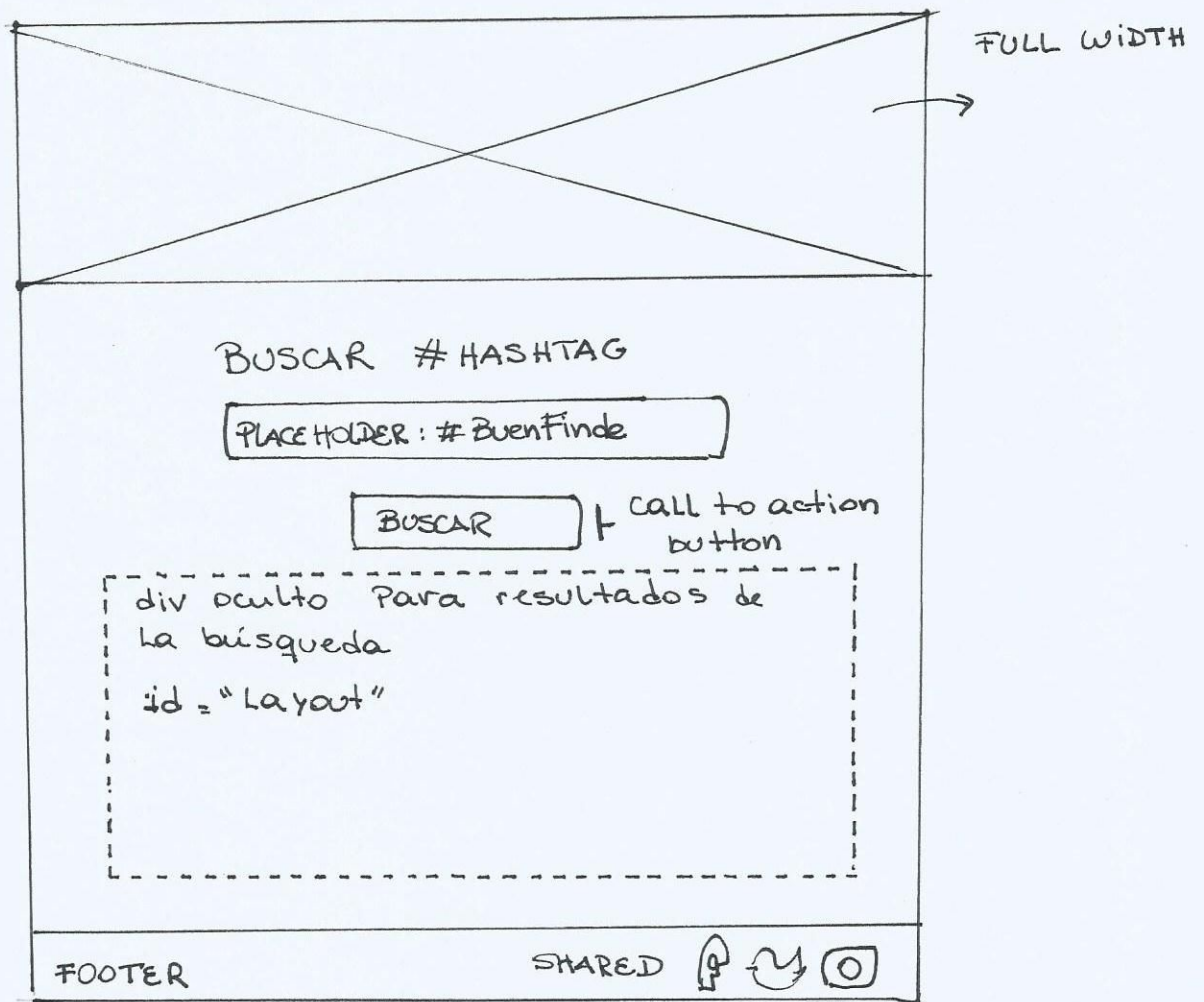 FULL WIDTH
BUSCAR # HASHTAG
PLACEHOLDER: # BuenFinde
BUSCAR
call to action
button
div oculto Para resultados de
La búsqueda
id = "Layout"
FOOTER SHARED